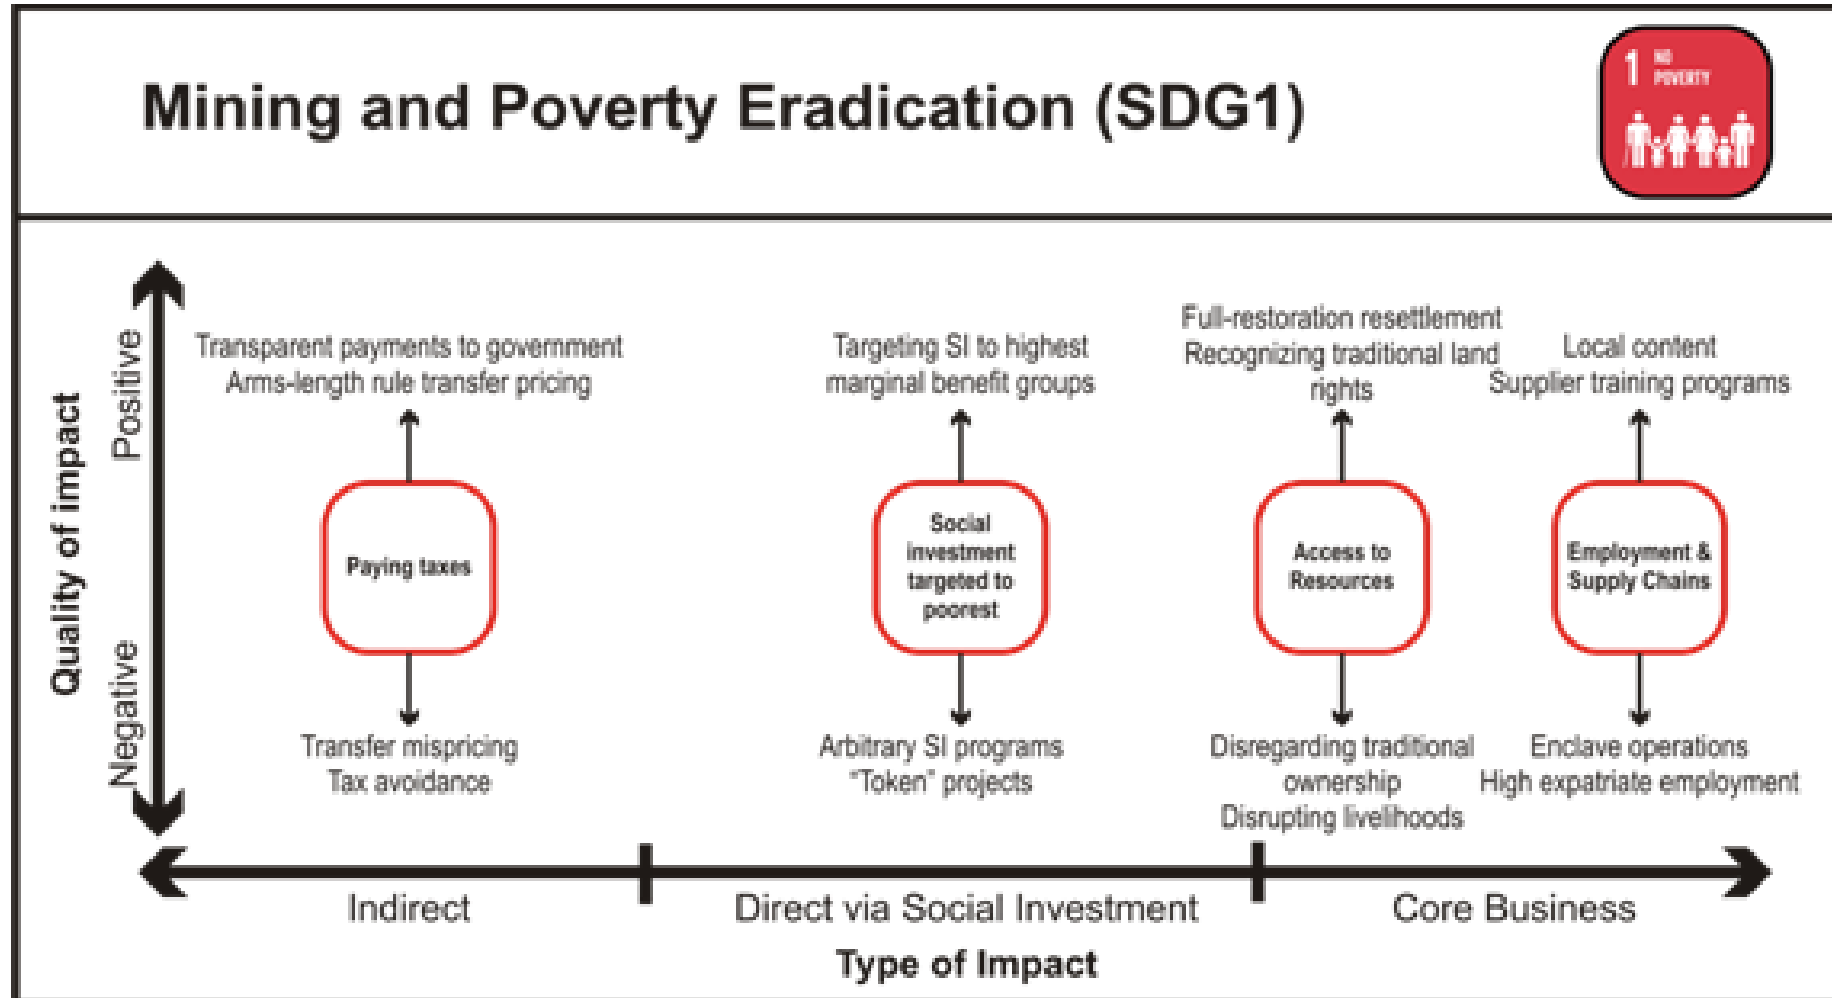 Mining and Poverty Eradication (SDG1)
1 NO
POVERTY
Quality of impact
Positive
Negative
Transparent payments to government
Arms-length rule transfer pricing
Paying taxes
Transfer mispricing
Tax avoidance
Targeting SI to highest
marginal benefit groups
Social
investment
targeted to
poorest
Arbitrary SI programs
"Token" projects
Full-restoration resettlement
Recognizing traditional land
rights
Access to
Resources
Disregarding traditional
ownership
Disrupting livelihoods
Local content
Supplier training programs
Employment &
Supply Chains
Enclave operations
High expatriate employment
Indirect
Direct via Social Investment
Core Business
Type of Impact